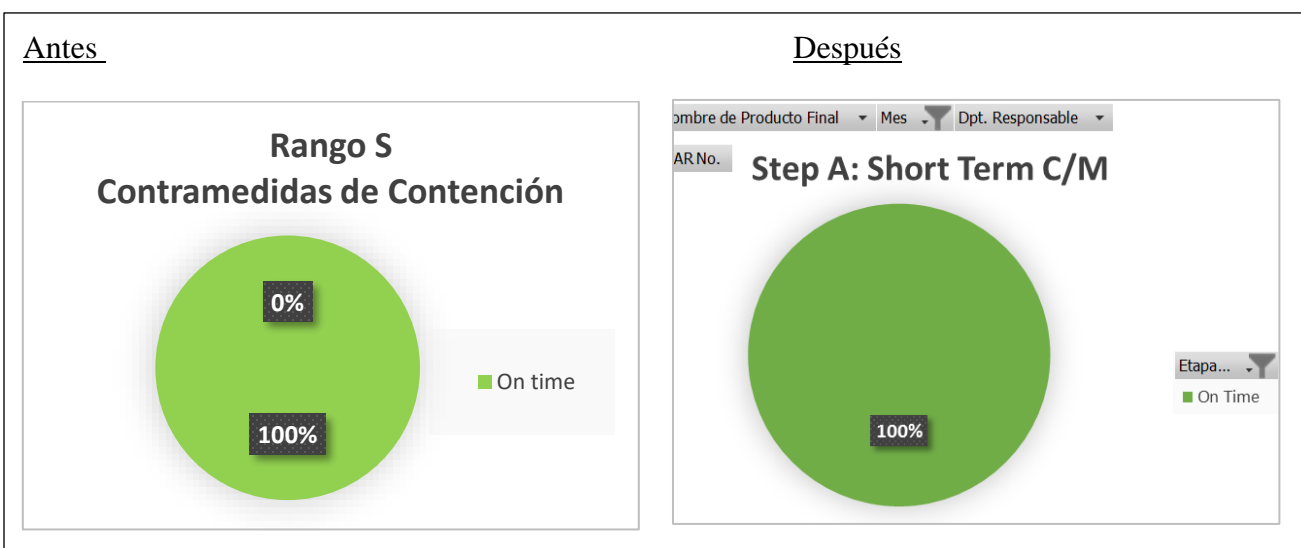 Antes
Después
Rango S
Contramedidas de Contención
0%
100%
On time
de Producto Final
Mes
Dpt. Responsable
AR No.
Step A: Short Term C/M
100%
Etapa...
On Time